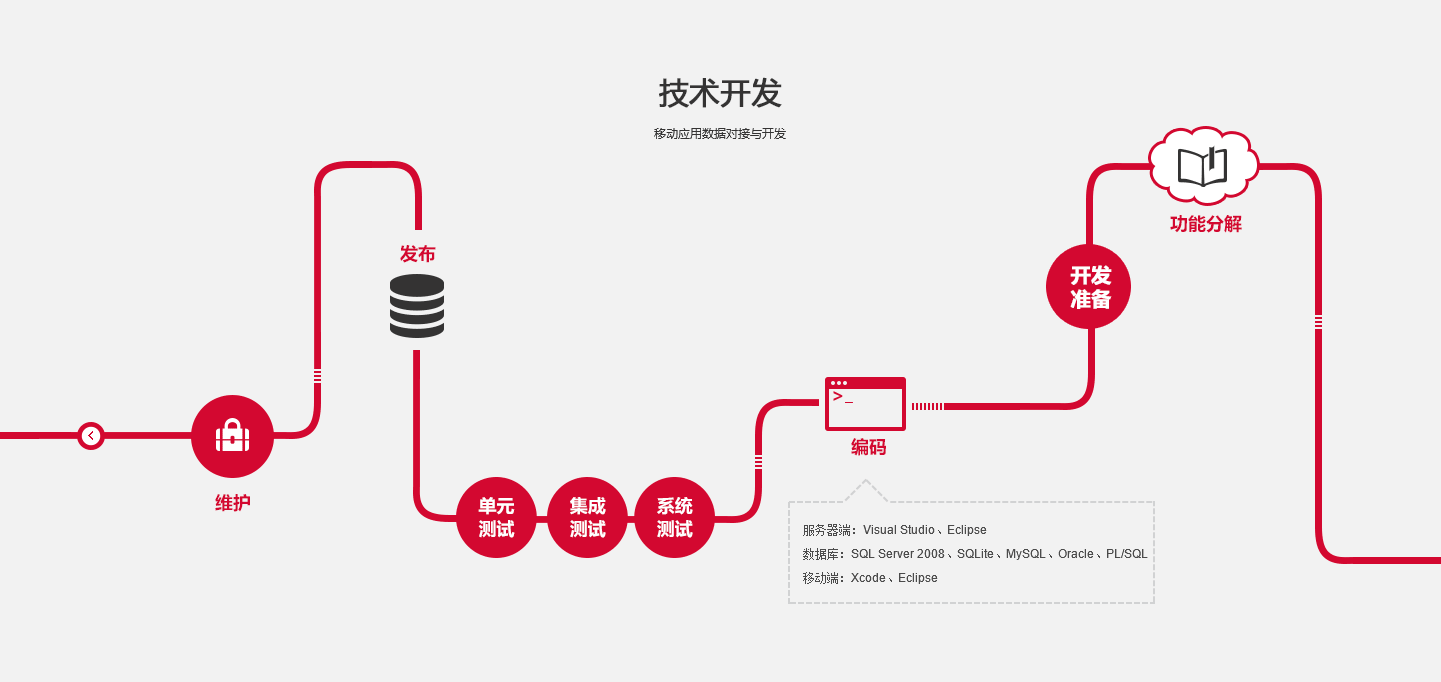 技术开发
移动应用数据对接与开发
功能分解
发布
开发
准备
>_
编码
维护
单元
测试
集成
测试
系统
测试
服务器端：Visual Studio、Eclipse
数据库：SQL Server 2008、SQLite、MySQL、Oracle、PL/SQL
移动端：Xcode、Eclipse